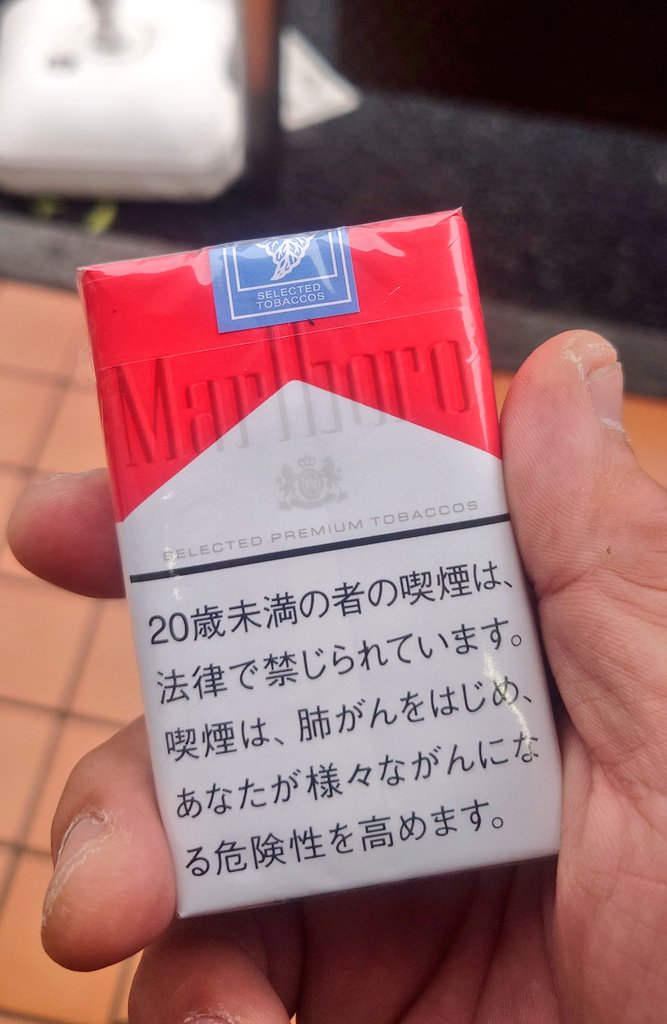 SELECTED
TOBACCOS
Marlboro
PM
SELECTED PREMIUM TOBACCOS
20歳未満の者の喫煙は、
法律で禁じられています。
喫煙は、肺がんをはじめ、
あなたが様々ながんにな
る危険性を高めます。